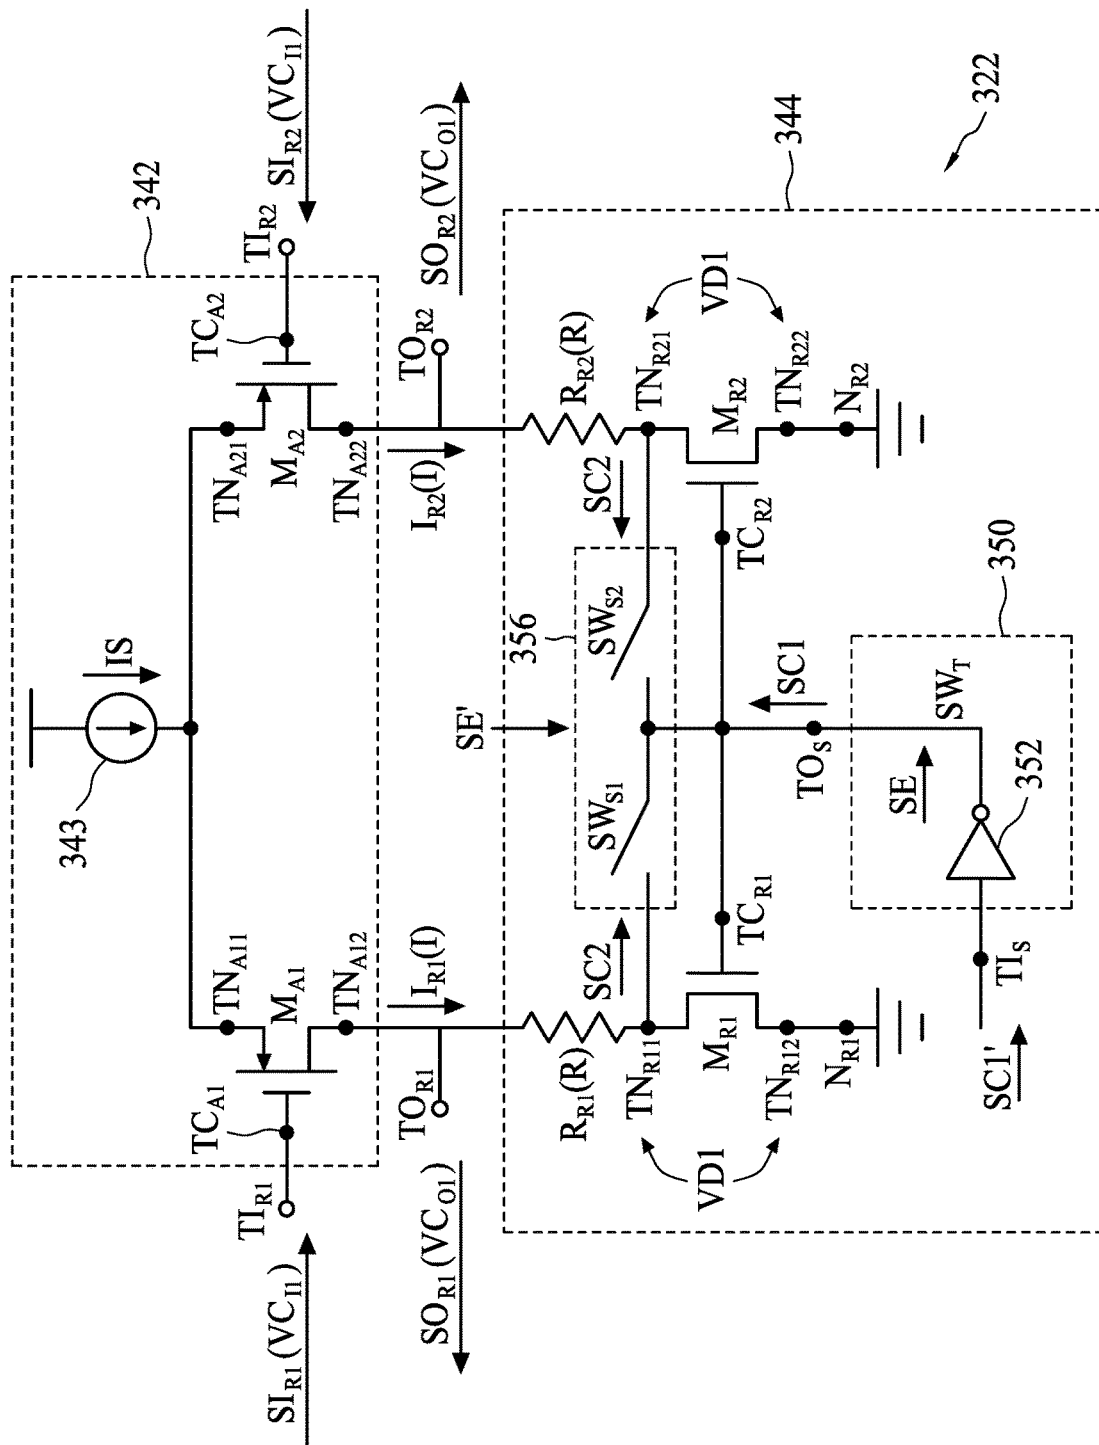 342
IS
343
TN_A11
M_A1
TN_A12
TC_A1
TI_R1
SI_R1 (VC_I1)
TN_A21
M_A2
TN_A22
TC_A2
TI_R2
SI_R2 (VC_I1)
I_R1(I)
TO_R1
SO_R1 (VC_O1)
I_R2(I)
TO_R2
SO_R2 (VC_O1)
322
344
SE'
356
R_R1(R)
SC2
SW_S1
SW_S2
SC2
R_R2(R)
TN_R11
VD1
M_R1
TN_R12
N_R1
TC_R1
TN_R21
VD1
M_R2
TN_R22
N_R2
TC_R2
SC1
TO_S
350
SW_T
SE
352
TI_S
SC1'